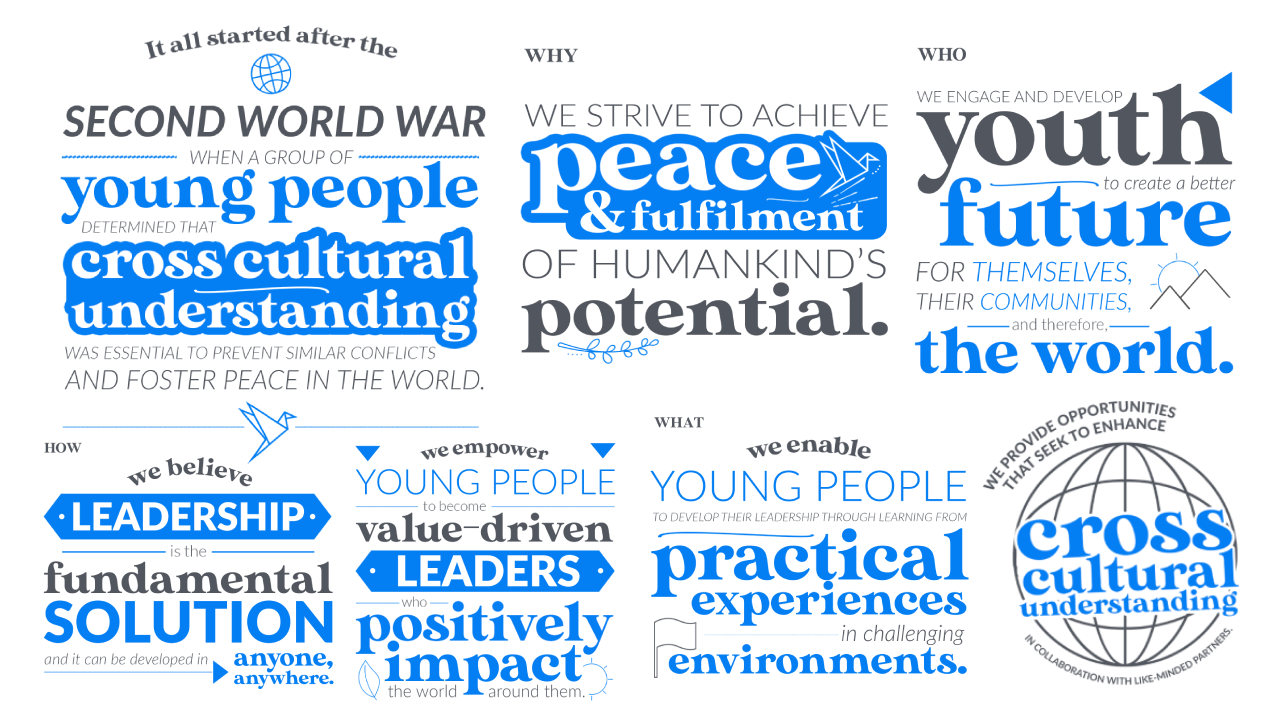 It all started after the
SECOND WORLD WAR
WHEN A GROUP OF
young people
DETERMINED THAT
cross cultural
understanding
WAS ESSENTIAL TO PREVENT SIMILAR CONFLICTS
AND FOSTER PEACE IN THE WORLD.
WHY
WE STRIVE TO ACHIEVE
peace
& fulfilment
OF HUMANKIND'S
potential.
WHO
WE ENGAGE AND DEVELOP
youth
to create a better
future
FOR THEMSELVES,
THEIR COMMUNITIES,
and therefore,
the world.
HOW
we believe
LEADERSHIP
is the
fundamental
SOLUTION
and it can be developed in
anyone,
anywhere.
we empower
YOUNG PEOPLE
to become
value-driven
LEADERS
who
positively
impact
the world around them.
WHAT
we enable
YOUNG PEOPLE
TO DEVELOP THEIR LEADERSHIP THROUGH LEARNING FROM
practical
experiences
in challenging
environments.
WE PROVIDE OPPORTUNITIES
THAT SEEK TO ENHANCE
cross
cultural
understanding
IN COLLABORATION WITH LIKE-MINDED PARTNERS.